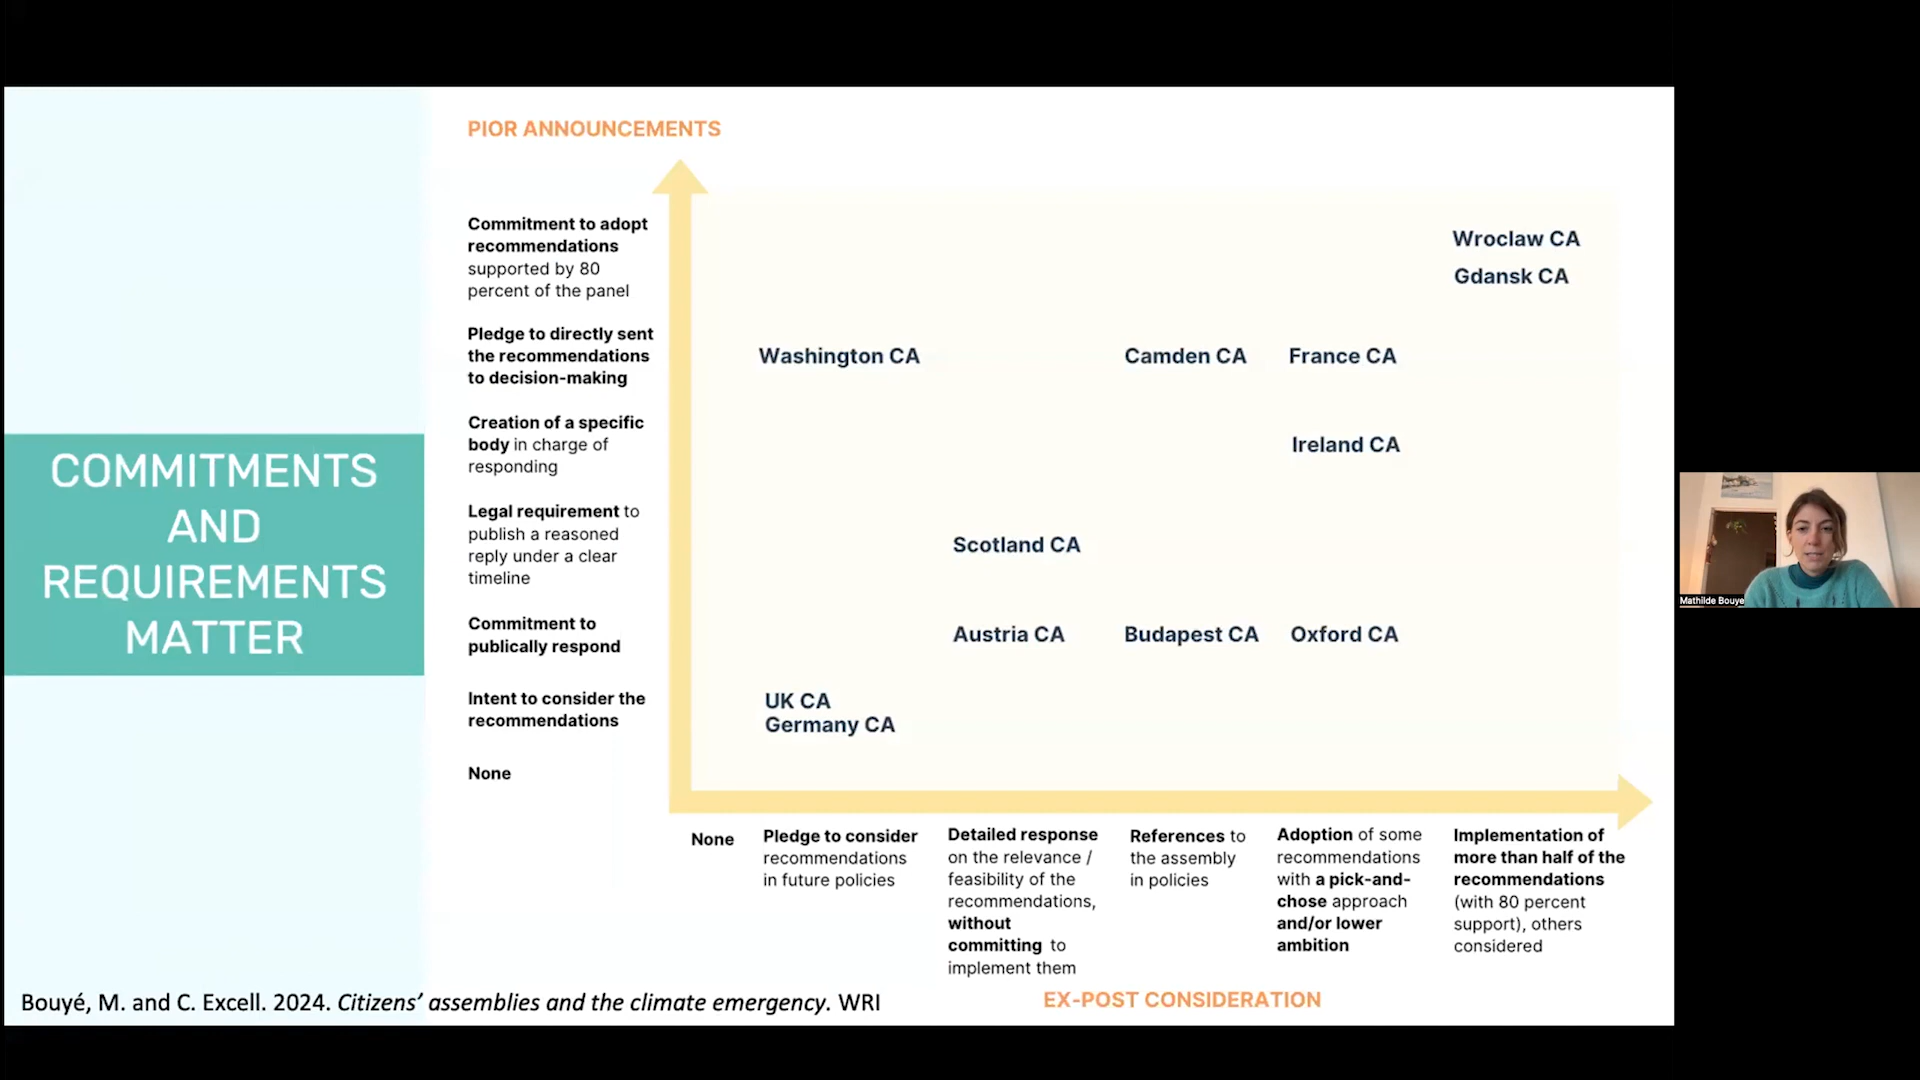 COMMITMENTS
AND
REQUIREMENTS
MATTER
PIOR ANNOUNCEMENTS
Commitment to adopt
recommendations
supported by 80
percent of the panel
Pledge to directly sent
the recommendations
to decision-making
Creation of a specific
body in charge of
responding
Legal requirement to
publish a reasoned
reply under a clear
timeline
Commitment to
publically respond
Intent to consider the
recommendations
None
Wroclaw CA
Gdansk CA
Washington CA
Camden CA
France CA
Ireland CA
Scotland CA
Austria CA
Budapest CA
Oxford CA
UK CA
Germany CA
None
Pledge to consider
recommendations
in future policies
Detailed response
on the relevance /
feasibility of the
recommendations,
without
committing to
implement them
References to
the assembly
in policies
Adoption of some
recommendations
with a pick-and-
chose approach
and/or lower
ambition
Implementation of
more than half of the
recommendations
(with 80 percent
support), others
considered
EX-POST CONSIDERATION
Bouyé, M. and C. Excell. 2024. Citizens’ assemblies and the climate emergency. WRI
Mathilde Bouye